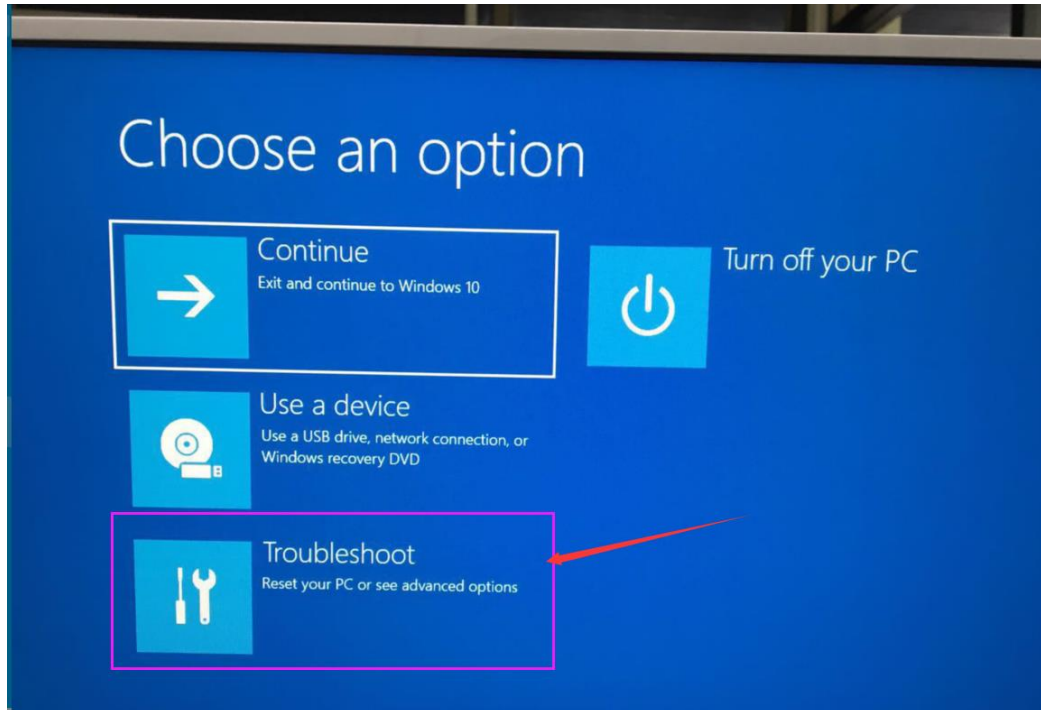 Choose an option
Continue
Exit and continue to Windows 10
Turn off your PC
Use a device
Use a USB drive, network connection, or
Windows recovery DVD
Troubleshoot
Reset your PC or see advanced options